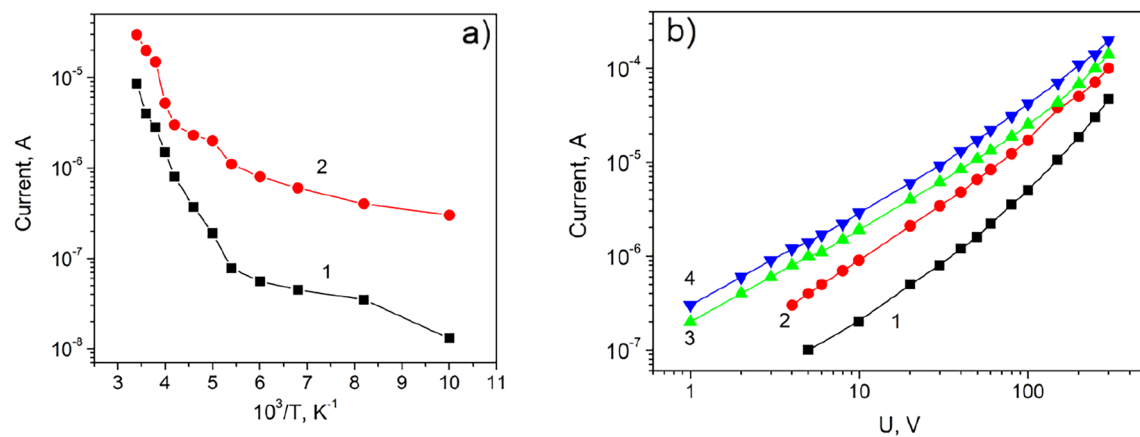 a)
Current, A
10⁻⁵
10⁻⁶
10⁻⁷
10⁻⁸
2
1
3 4 5 6 7 8 9 10 11
10³/T, K⁻¹
b)
Current, A
10⁻⁴
10⁻⁵
10⁻⁶
10⁻⁷
4
3
2
1
1 10 100
U, V